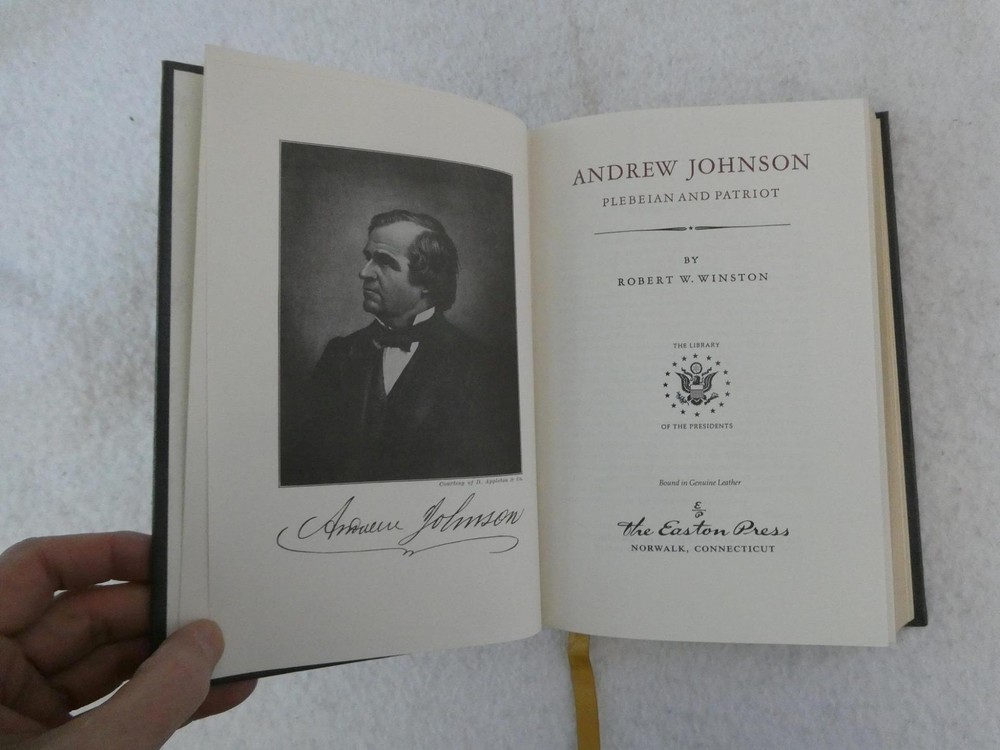 Courtesy of D. Appleton & Co.
Andrew Johnson
ANDREW JOHNSON
PLEBEIAN AND PATRIOT
BY
ROBERT W. WINSTON
THE LIBRARY
OF THE PRESIDENTS
Bound in Genuine Leather
E
P
The Easton Press
NORWALK, CONNECTICUT